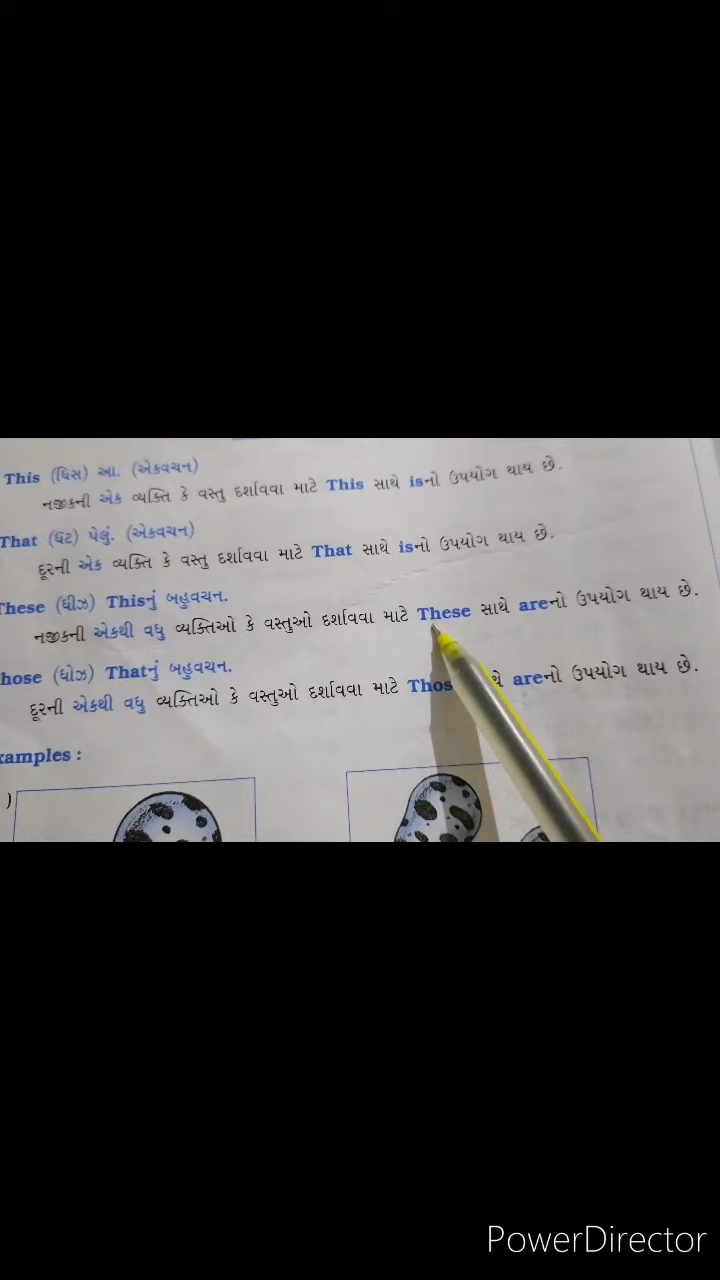 This (ધિસ) આ. (એકવચન)
નજીકની એક વ્યક્તિ કે વસ્તુ દર્શાવવા માટે This સાથે isનો ઉપયોગ થાય છે.
That (ધૅટ) પેલું. (એકવચન)
દૂરની એક વ્યક્તિ કે વસ્તુ દર્શાવવા માટે That સાથે isનો ઉપયોગ થાય છે.
These (ધીઝ) Thisનું બહુવચન.
નજીકની એકથી વધુ વ્યક્તિઓ કે વસ્તુઓ દર્શાવવા માટે These સાથે areનો ઉપયોગ થાય છે.
hose (ધોઝ) Thatનું બહુવચન.
દૂરની એકથી વધુ વ્યક્તિઓ કે વસ્તુઓ દર્શાવવા માટે Thos થે areનો ઉપયોગ થાય છે.
xamples :
)
PowerDirector